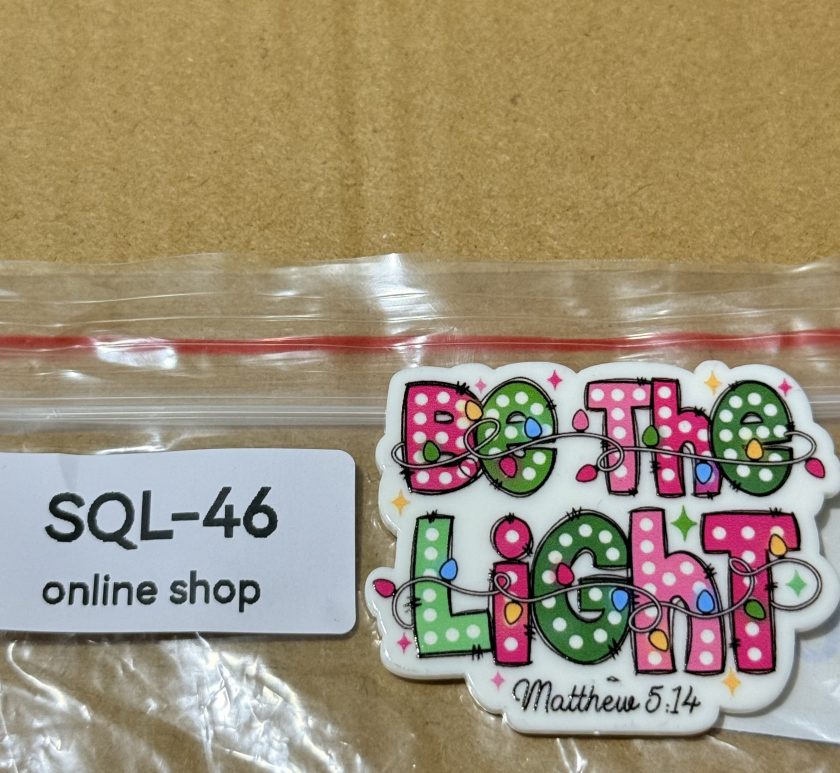 Be The
LiGhT
Matthew 5:14
SQL-46
online shop